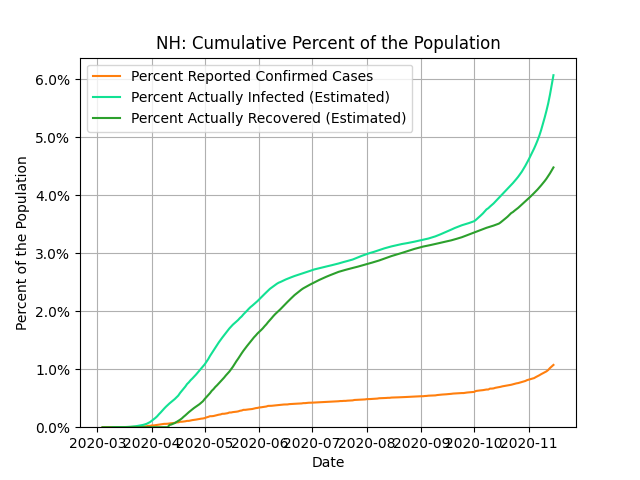 NH: Cumulative Percent of the Population
Percent Reported Confirmed Cases
Percent Actually Infected (Estimated)
Percent Actually Recovered (Estimated)
Percent of the Population
6.0%
5.0%
4.0%
3.0%
2.0%
1.0%
0.0%
2020-03 2020-04 2020-05 2020-06 2020-07 2020-08 2020-09 2020-10 2020-11
Date